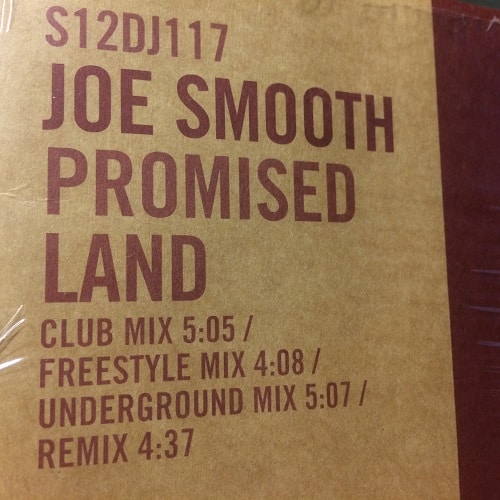 S12DJ117
JOE SMOOTH
PROMISED
LAND
CLUB MIX 5:05 /
FREESTYLE MIX 4:08 /
UNDERGROUND MIX 5:07 /
REMIX 4:37